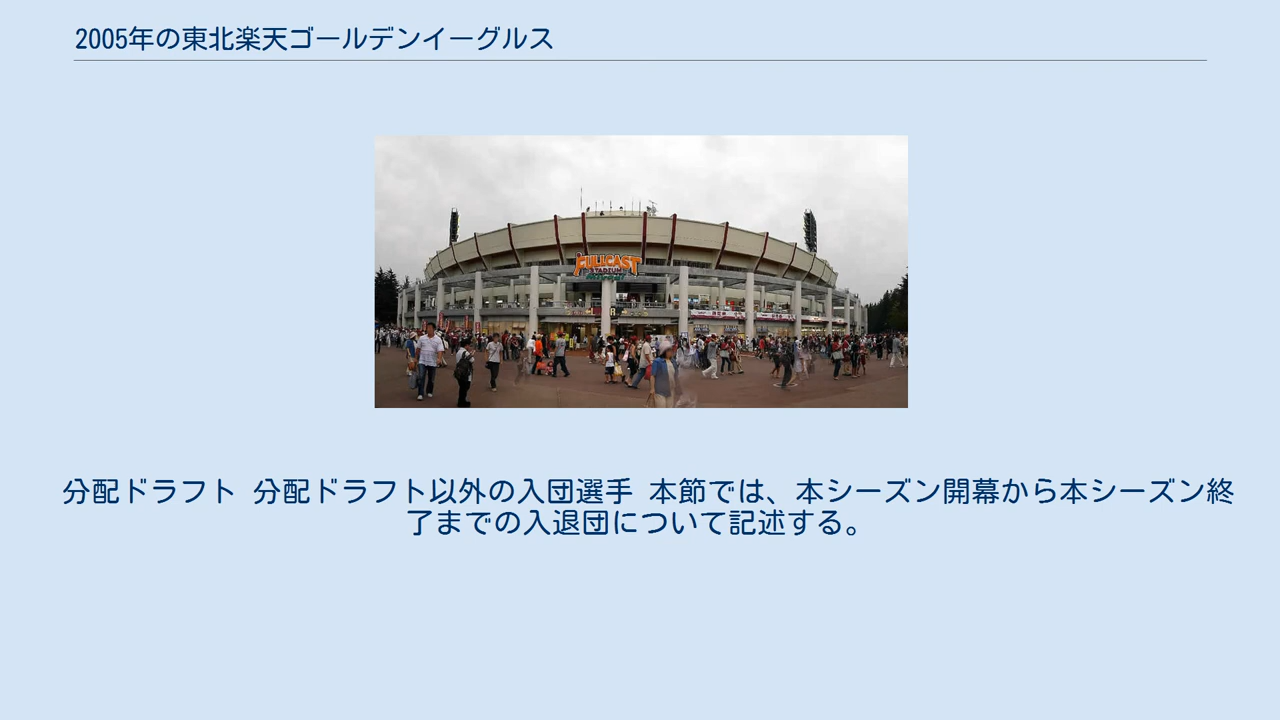 2005年の東北楽天ゴールデンイーグルス
FULLCAST
STADIUM
分配ドラフト 分配ドラフト以外の入団選手 本節では、本シーズン開幕から本シーズン終
了までの入退団について記述する。